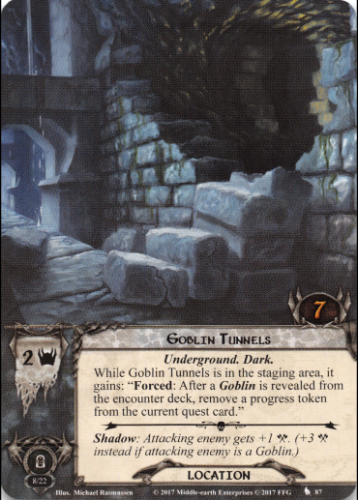 7
GOBLIN TUNNELS
2
Underground. Dark.
While Goblin Tunnels is in the staging area, it
gains: “Forced: After a Goblin is revealed from
the encounter deck, remove a progress token
from the current quest card.”
Shadow: Attacking enemy gets +1 . (+3
instead if attacking enemy is a Goblin.)
8/22
LOCATION
Illus. Michael Rasmussen
© 2017 Middle-earth Enterprises © 2017 FFG
87